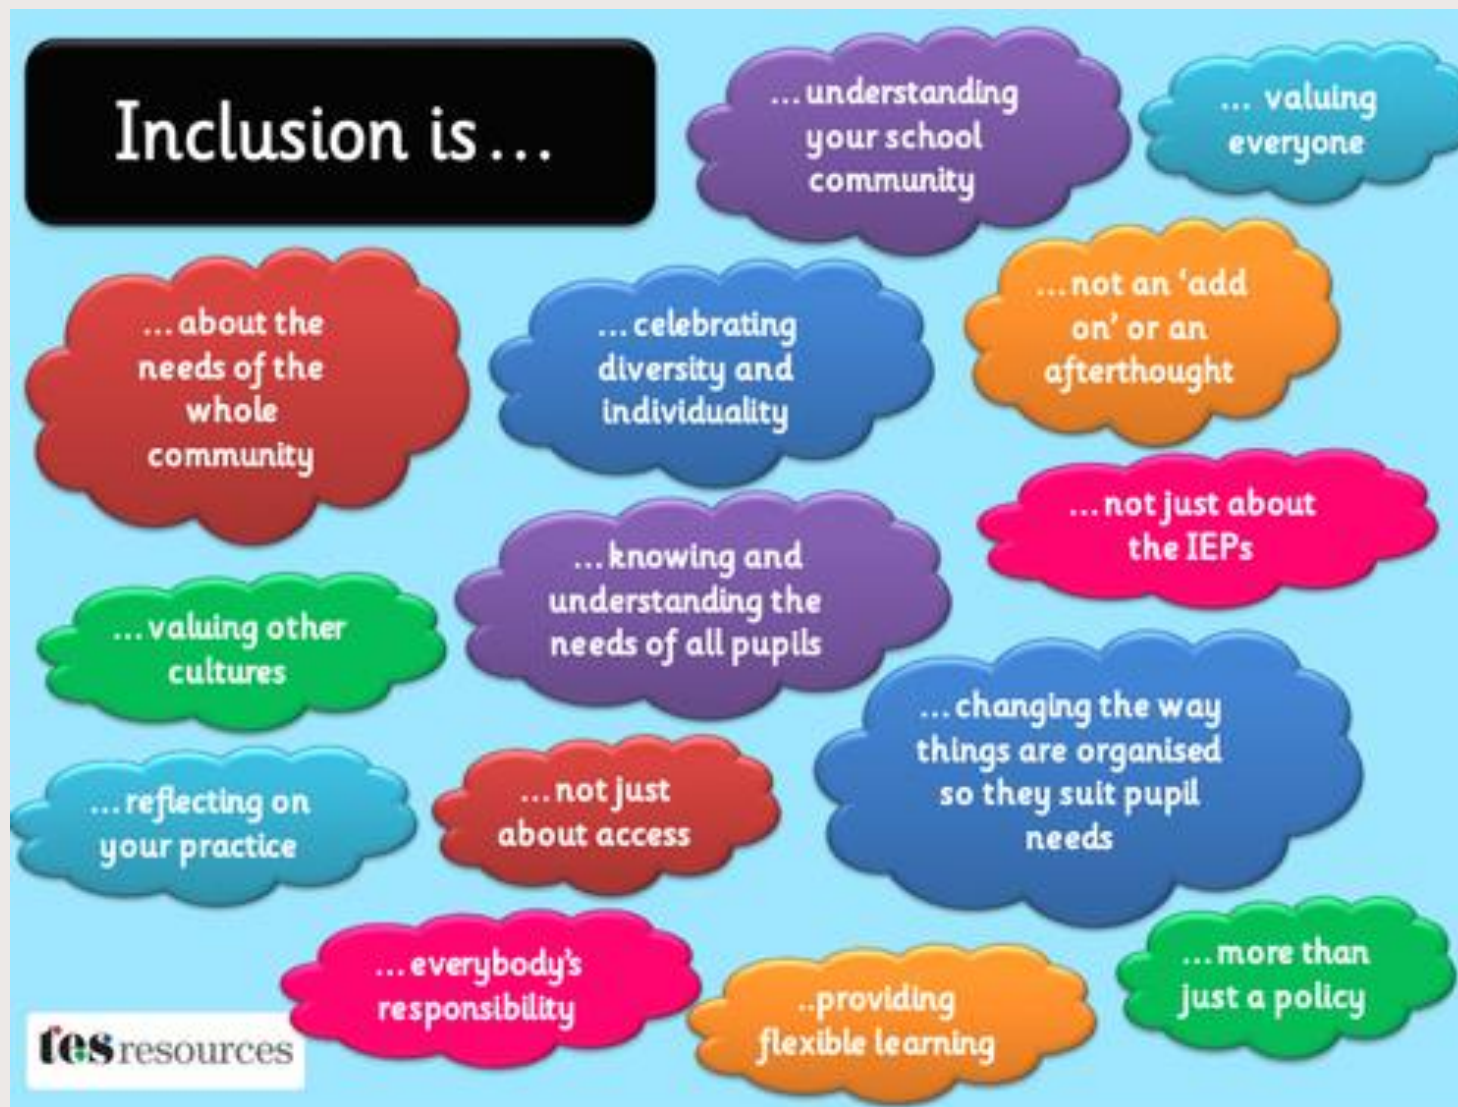 Inclusion is...
...understanding
your school
community
... valuing
everyone
...about the
needs of the
whole
community
...celebrating
diversity and
individuality
...not an ‘add
on’ or an
afterthought
...not just about
the IEPs
...knowing and
understanding the
needs of all pupils
...valuing other
cultures
...changing the way
things are organised
so they suit pupil
needs
...reflecting on
your practice
...not just
about access
...everybody's
responsibility
..providing
flexible learning
...more than
just a policy
tes resources